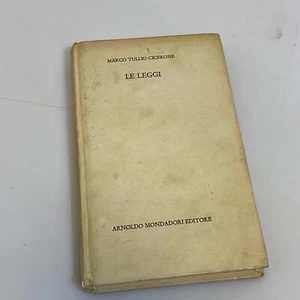 MARCO TULLIO CICERONE
LE LEGGI
ARNOLDO MONDADORI EDITORE